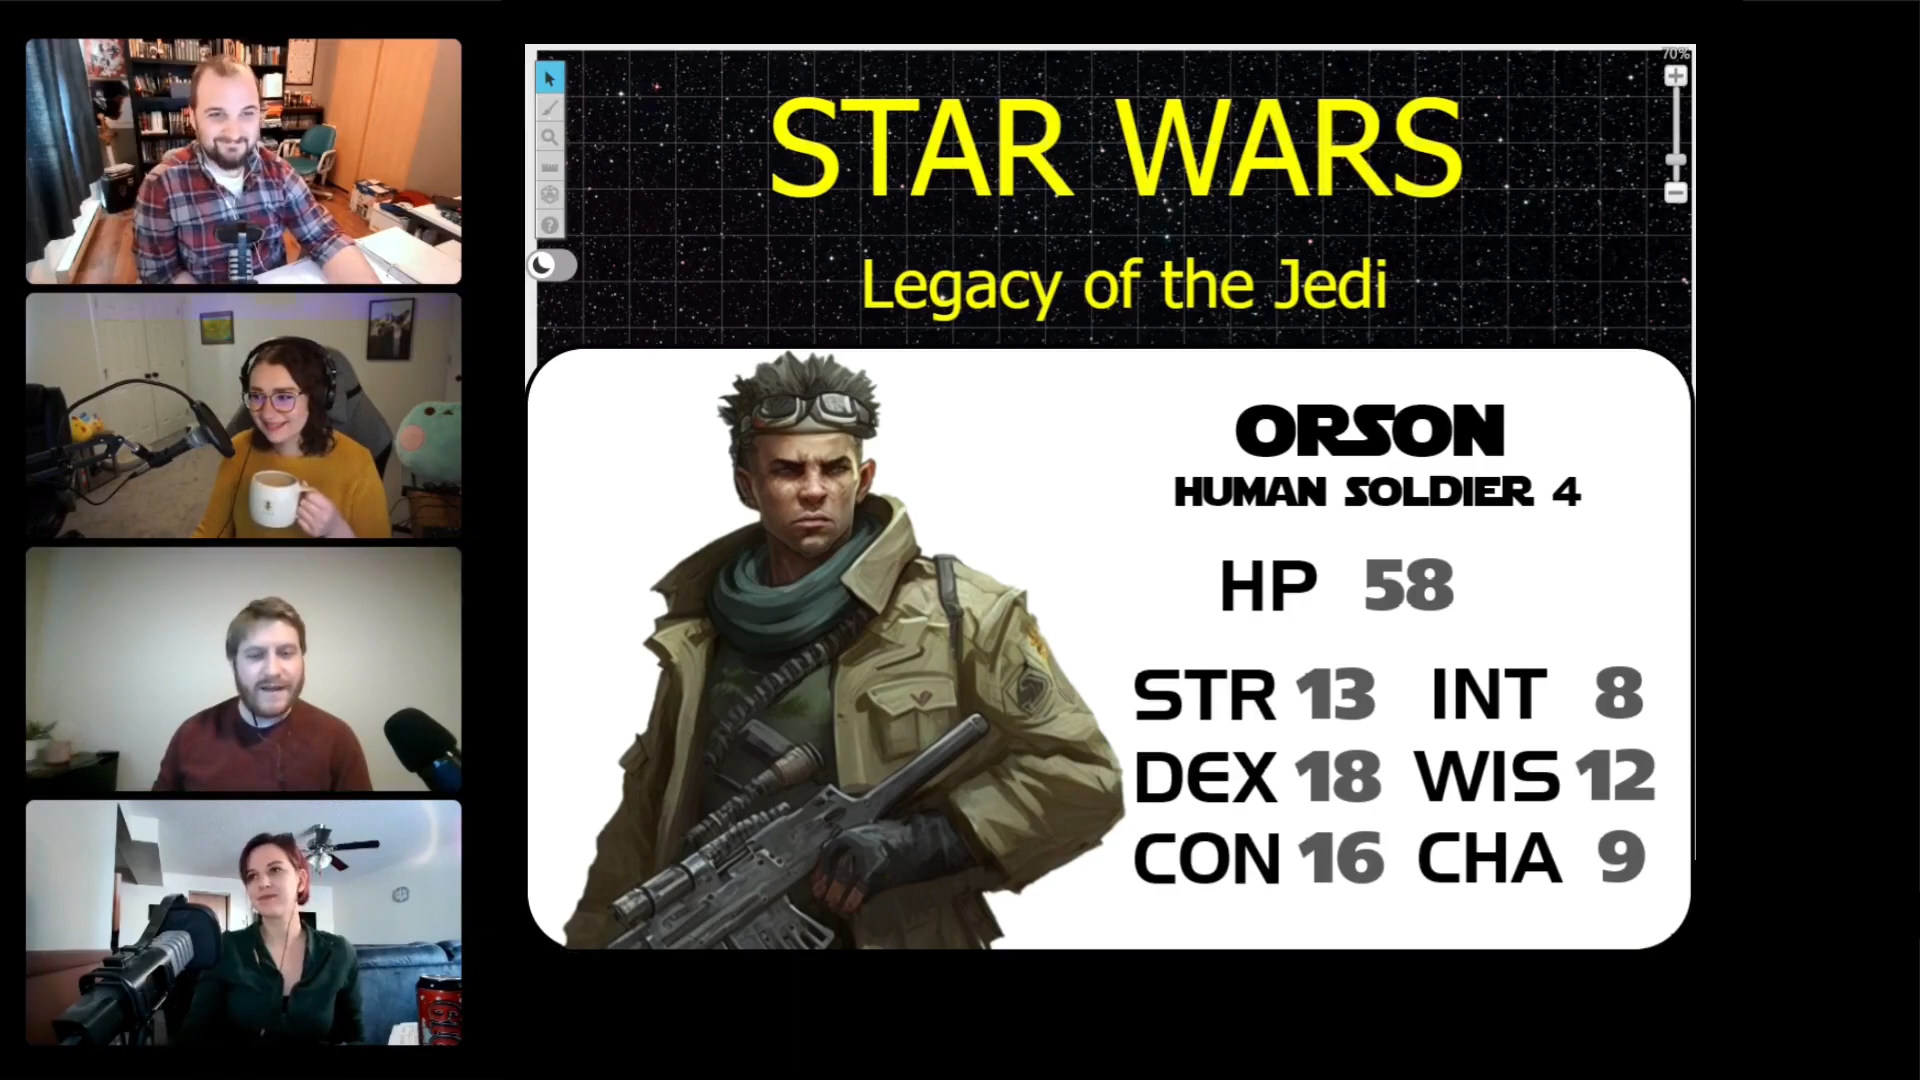 70%
STAR WARS
Legacy of the Jedi
ORSON
HUMAN SOLDIER 4
HP 58
STR 13 INT 8
DEX 18 WIS 12
CON 16 CHA 9